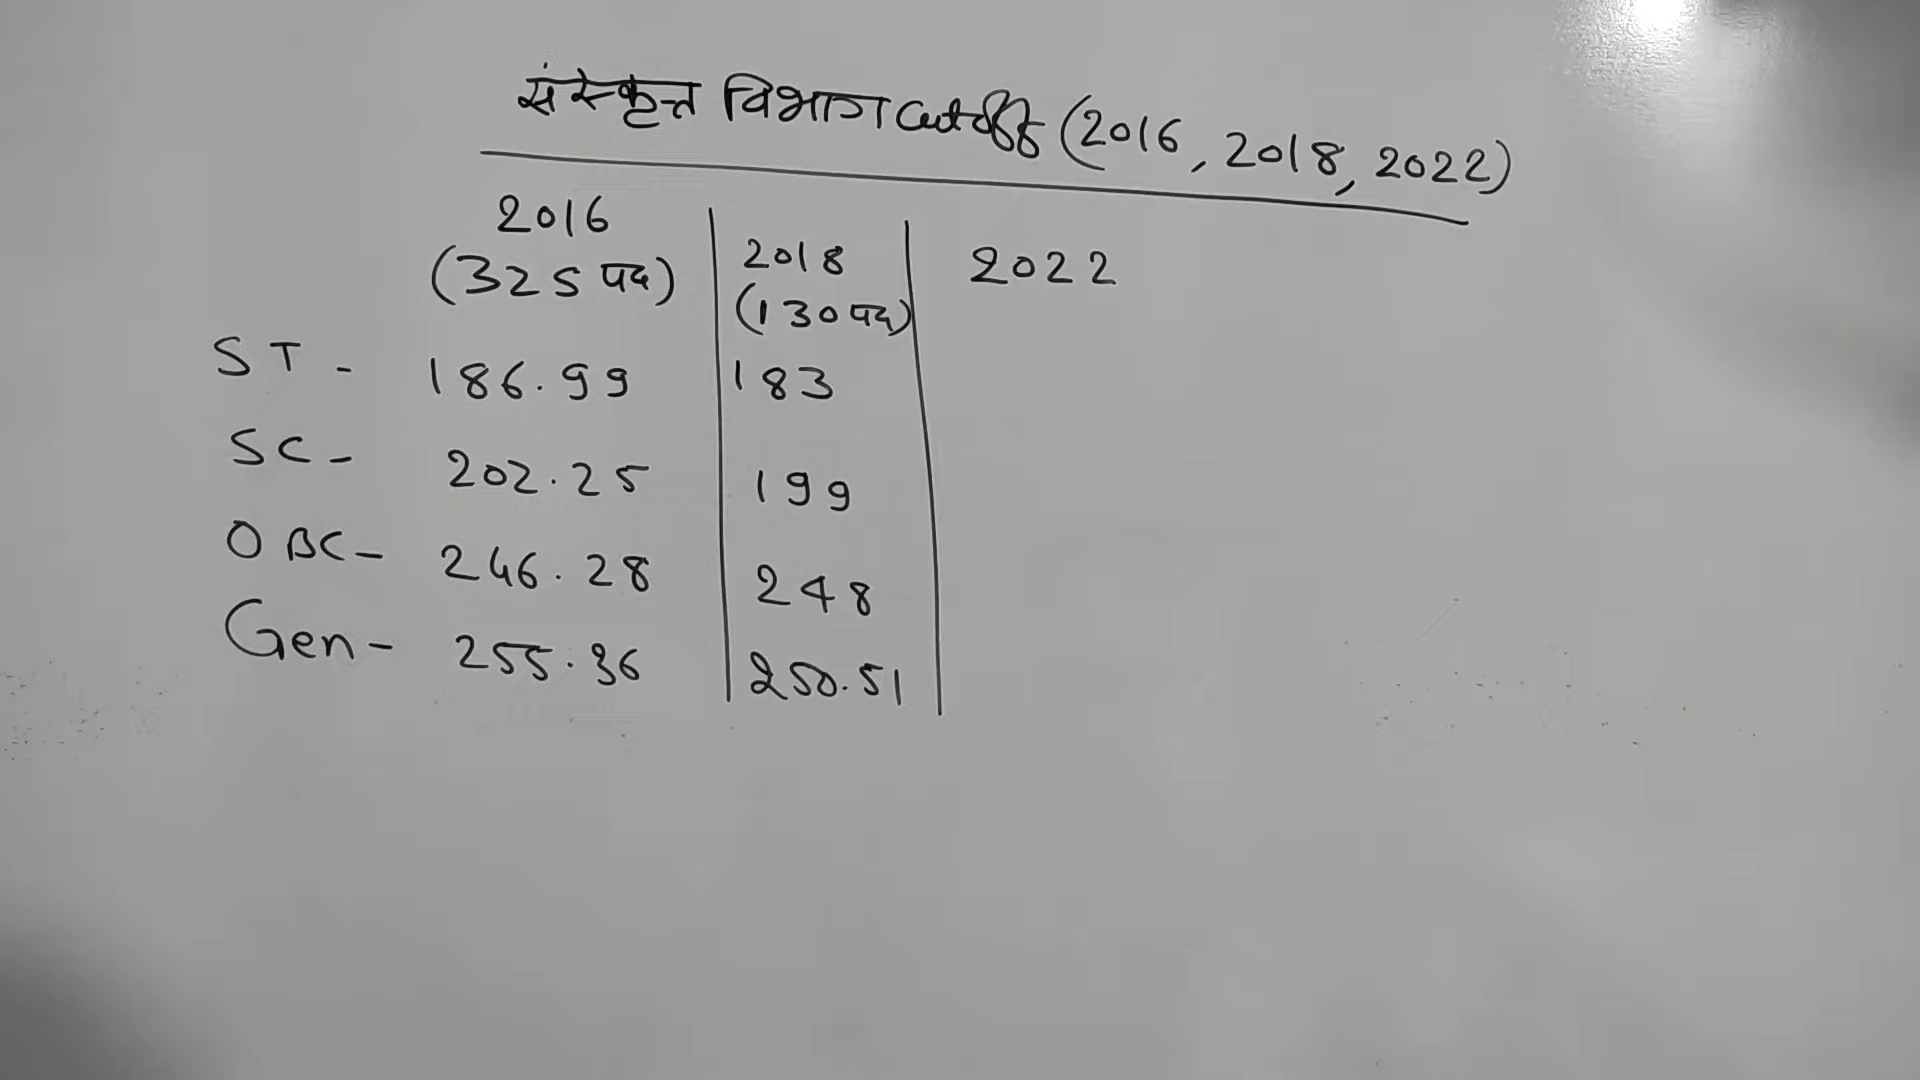 संस्कृत विभाग cutoff (2016, 2018, 2022)
2016 2018 2022
(325 पद) (130 पद)
ST - 186.99 183
SC - 202.25 199
OBC - 246.28 248
Gen - 255.36 250.51